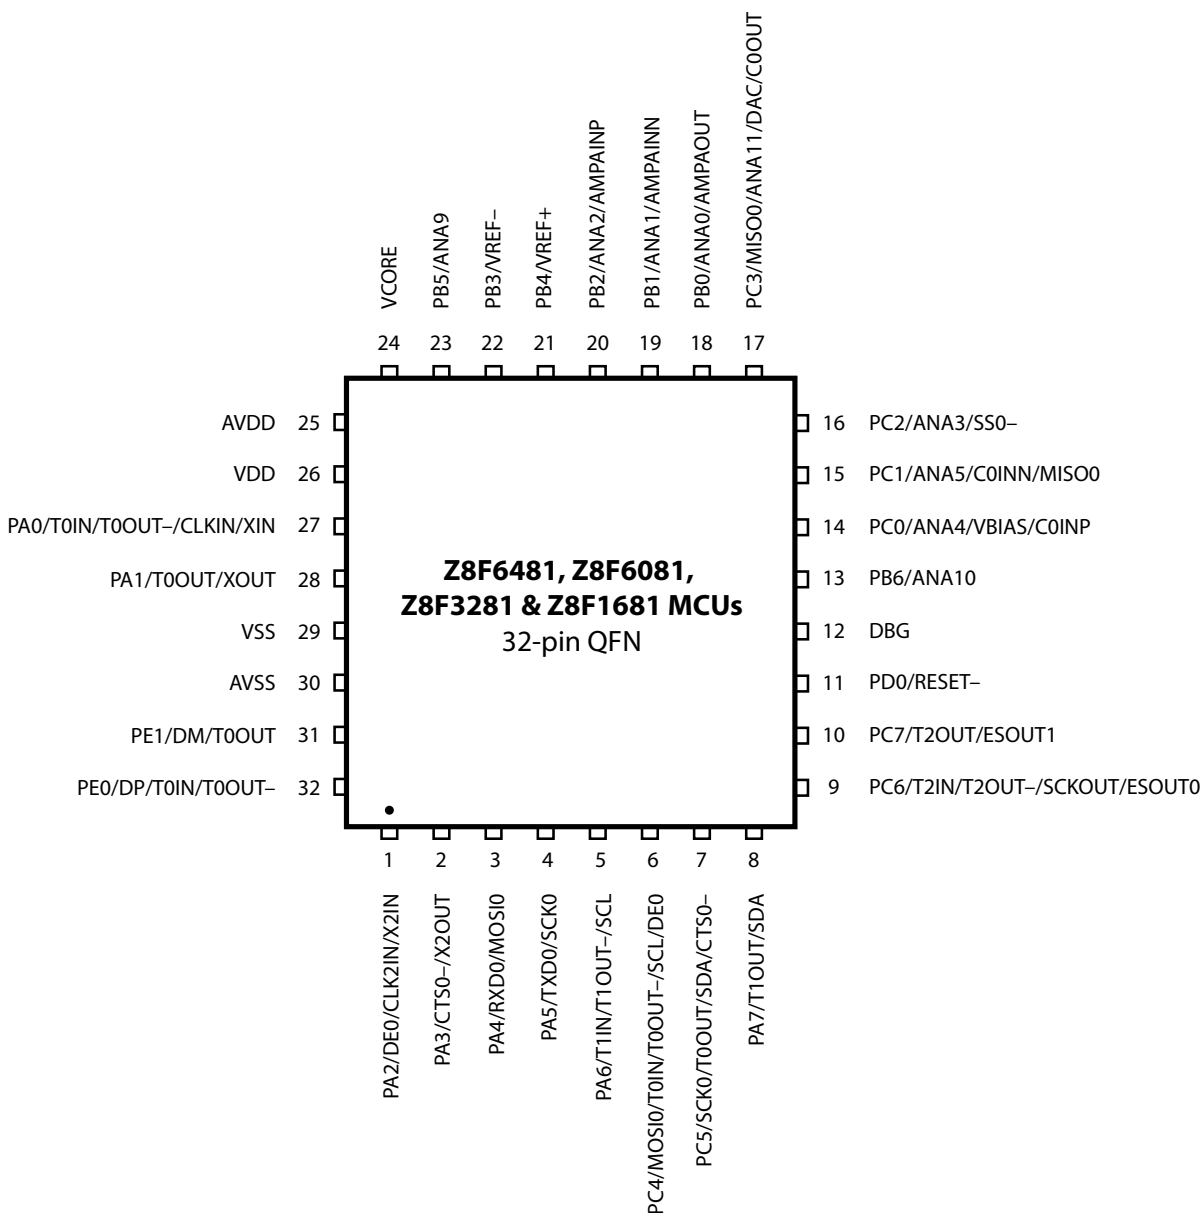 VCORE
PB5/ANA9
PB3/VREF–
PB4/VREF+
PB2/ANA2/AMPAINP
PB1/ANA1/AMPAINN
PB0/ANA0/AMPAOUT
PC3/MISO0/ANA11/DAC/C0OUT
24 23 22 21 20 19 18 17
AVDD 25
VDD 26
PA0/T0IN/T0OUT–/CLKIN/XIN 27
PA1/T0OUT/XOUT 28
VSS 29
AVSS 30
PE1/DM/T0OUT 31
PE0/DP/T0IN/T0OUT– 32
Z8F6481, Z8F6081,
Z8F3281 & Z8F1681 MCUs
32-pin QFN
16 PC2/ANA3/SS0–
15 PC1/ANA5/C0INN/MISO0
14 PC0/ANA4/VBIAS/C0INP
13 PB6/ANA10
12 DBG
11 PD0/RESET–
10 PC7/T2OUT/ESOUT1
9 PC6/T2IN/T2OUT–/SCKOUT/ESOUT0
1 2 3 4 5 6 7 8
PA2/DE0/CLK2IN/X2IN
PA3/CTS0–/X2OUT
PA4/RXD0/MOSI0
PA5/TXD0/SCK0
PA6/T1IN/T1OUT–/SCL
PC4/MOSI0/T0IN/T0OUT–/SCL/DE0
PC5/SCK0/T0OUT/SDA/CTS0–
PA7/T1OUT/SDA